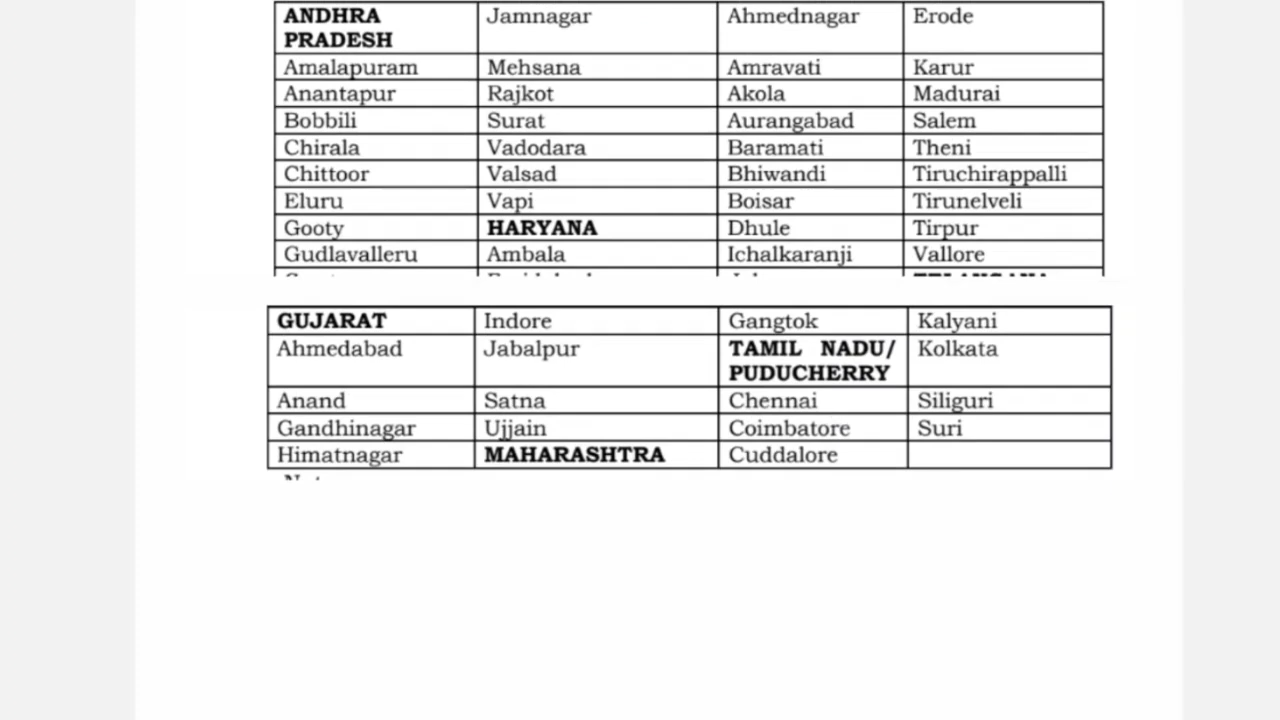 ANDHRA PRADESH Jamnagar Ahmednagar Erode
Amalapuram Mehsana Amravati Karur
Anantapur Rajkot Akola Madurai
Bobbili Surat Aurangabad Salem
Chirala Vadodara Baramati Theni
Chittoor Valsad Bhiwandi Tiruchirappalli
Eluru Vapi Boisar Tirunelveli
Gooty HARYANA Dhule Tirpur
Gudlavalleru Ambala Ichalkaranji Vallore
GUJARAT Indore Gangtok Kalyani
Ahmedabad Jabalpur TAMIL NADU/ PUDUCHERRY Kolkata
Anand Satna Chennai Siliguri
Gandhinagar Ujjain Coimbatore Suri
Himatnagar MAHARASHTRA Cuddalore